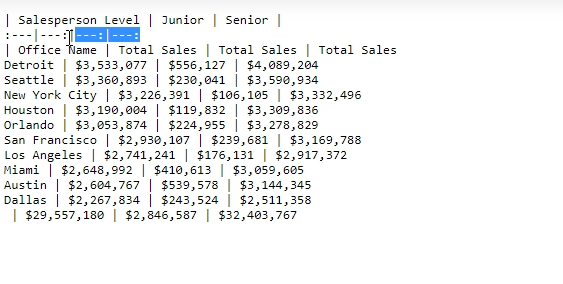 | Salesperson Level | Junior | Senior |
:---|---:|---:|---:
| Office Name | Total Sales | Total Sales | Total Sales
Detroit | $3,533,077 | $556,127 | $4,089,204
Seattle | $3,360,893 | $230,041 | $3,590,934
New York City | $3,226,391 | $106,105 | $3,332,496
Houston | $3,190,004 | $119,832 | $3,309,836
Orlando | $3,053,874 | $224,955 | $3,278,829
San Francisco | $2,930,107 | $239,681 | $3,169,788
Los Angeles | $2,741,241 | $176,131 | $2,917,372
Miami | $2,648,992 | $410,613 | $3,059,605
Austin | $2,604,767 | $539,578 | $3,144,345
Dallas | $2,267,834 | $243,524 | $2,511,358
| $29,557,180 | $2,846,587 | $32,403,767